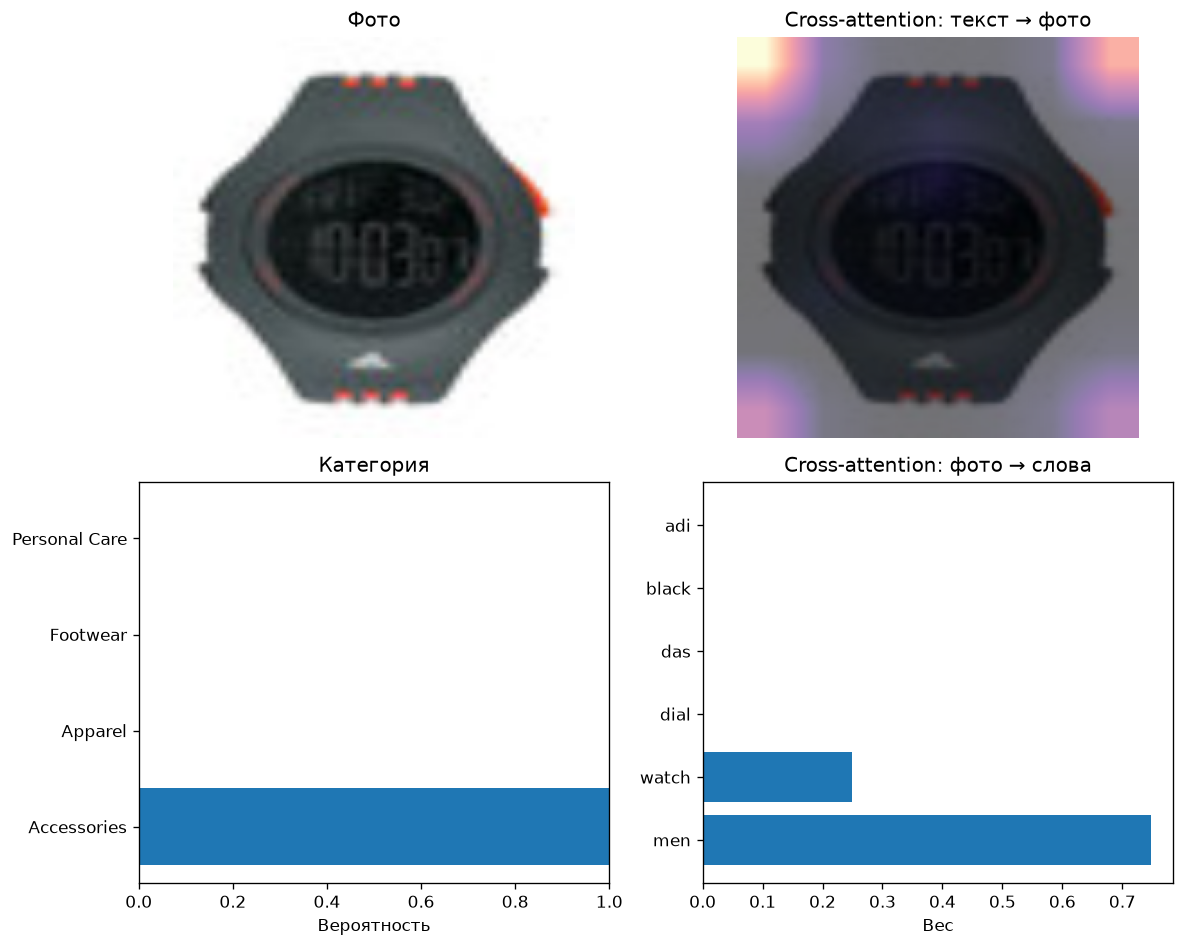 Фото
Cross-attention: текст → фото
10:03
Категория
Personal Care
Footwear
Apparel
Accessories
0.0 0.2 0.4 0.6 0.8 1.0
Вероятность
Cross-attention: фото → слова
adi
black
das
dial
watch
men
0.0 0.1 0.2 0.3 0.4 0.5 0.6 0.7
Вес